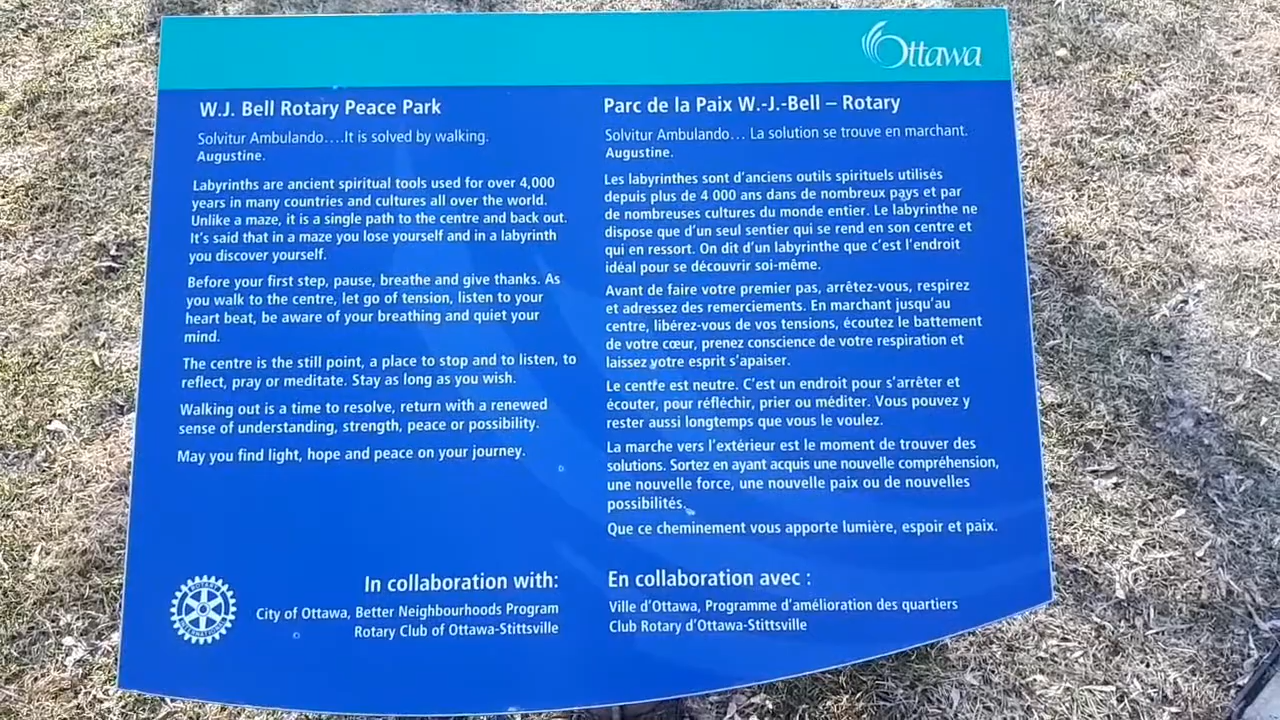 Ottawa
W.J. Bell Rotary Peace Park
Solvitur Ambulando....It is solved by walking.
Augustine.
Labyrinths are ancient spiritual tools used for over 4,000
years in many countries and cultures all over the world.
Unlike a maze, it is a single path to the centre and back out.
It's said that in a maze you lose yourself and in a labyrinth
you discover yourself.
Before your first step, pause, breathe and give thanks. As
you walk to the centre, let go of tension, listen to your
heart beat, be aware of your breathing and quiet your
mind.
The centre is the still point, a place to stop and to listen, to
reflect, pray or meditate. Stay as long as you wish.
Walking out is a time to resolve, return with a renewed
sense of understanding, strength, peace or possibility.
May you find light, hope and peace on your journey.
In collaboration with:
City of Ottawa, Better Neighbourhoods Program
Rotary Club of Ottawa-Stittsville
ROTARY
INTERNATIONAL
Parc de la Paix W.-J.-Bell – Rotary
Solvitur Ambulando… La solution se trouve en marchant.
Augustine.
Les labyrinthes sont d'anciens outils spirituels utilisés
depuis plus de 4 000 ans dans de nombreux pays et par
de nombreuses cultures du monde entier. Le labyrinthe ne
dispose que d'un seul sentier qui se rend en son centre et
qui en ressort. On dit d'un labyrinthe que c'est l'endroit
idéal pour se découvrir soi-même.
Avant de faire votre premier pas, arrêtez-vous, respirez
et adressez des remerciements. En marchant jusqu'au
centre, libérez-vous de vos tensions, écoutez le battement
de votre cœur, prenez conscience de votre respiration et
laissez votre esprit s'apaiser.
Le centre est neutre. C'est un endroit pour s'arrêter et
écouter, pour réfléchir, prier ou méditer. Vous pouvez y
rester aussi longtemps que vous le voulez.
La marche vers l'extérieur est le moment de trouver des
solutions. Sortez en ayant acquis une nouvelle compréhension,
une nouvelle force, une nouvelle paix ou de nouvelles
possibilités.
Que ce cheminement vous apporte lumière, espoir et paix.
En collaboration avec :
Ville d'Ottawa, Programme d'amélioration des quartiers
Club Rotary d'Ottawa-Stittsville